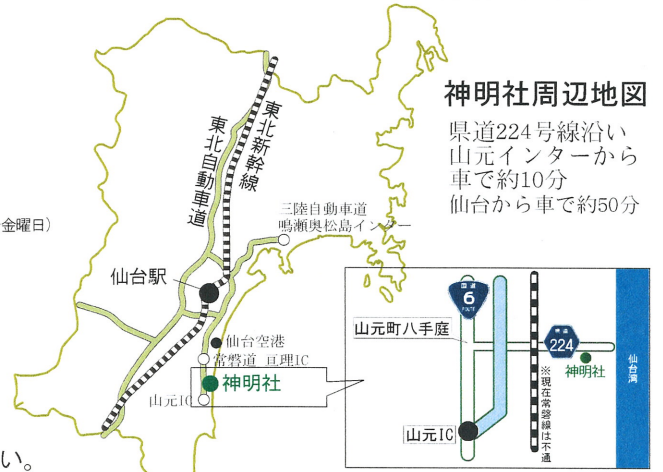 神明社周辺地図
県道224号線沿い
山元インターから
車で約10分
仙台から車で約50分
東北新幹線
東北自動車道
金曜日）
三陸自動車道
鳴瀬奥松島インター
仙台駅
仙台空港
常磐道 亘理IC
神明社
山元IC
い。
国道
6
ROUTE
山元町八手庭
県道
224
神明社
仙台湾
※現在常磐線は不通
山元IC